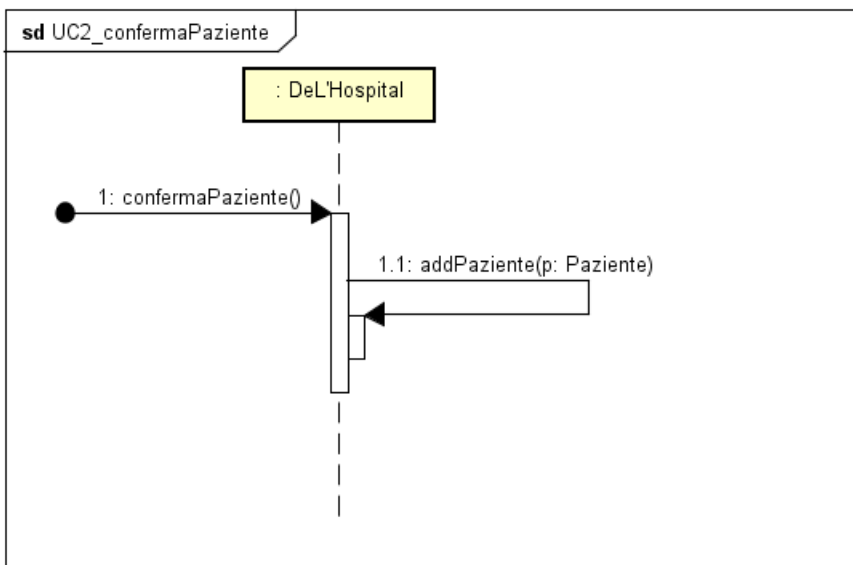 sd UC2_confermaPaziente
: DeL'Hospital
1: confermaPaziente()
1.1: addPaziente(p: Paziente)